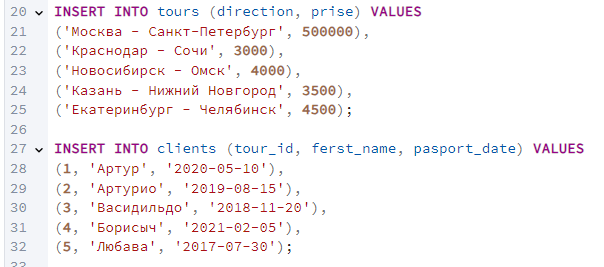 20 INSERT INTO tours (direction, prise) VALUES
21 ('Москва - Санкт-Петербург', 500000),
22 ('Краснодар - Сочи', 3000),
23 ('Новосибирск - Омск', 4000),
24 ('Казань - Нижний Новгород', 3500),
25 ('Екатеринбург - Челябинск', 4500);
26
27 INSERT INTO clients (tour_id, ferst_name, pasport_date) VALUES
28 (1, 'Артур', '2020-05-10'),
29 (2, 'Артурио', '2019-08-15'),
30 (3, 'Васидильдо', '2018-11-20'),
31 (4, 'Борисыч', '2021-02-05'),
32 (5, 'Любава', '2017-07-30');